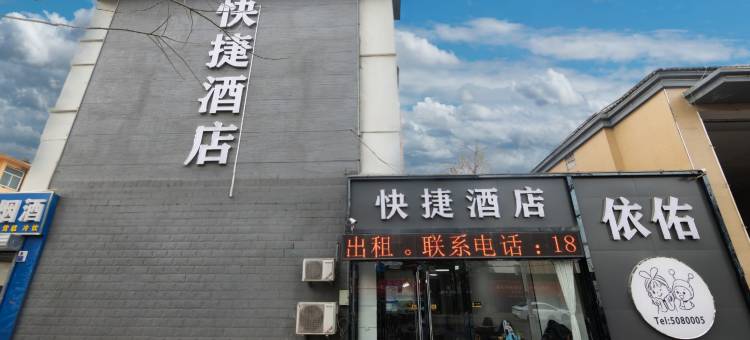 快捷酒店
快捷酒店
出租。联系电话：18
依佑
Tel:5080005
烟酒